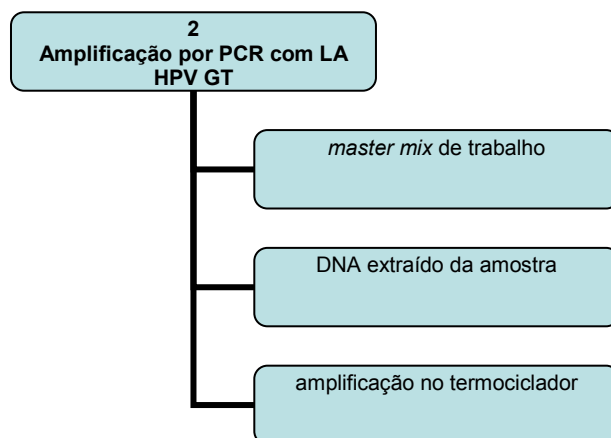 2
Amplificação por PCR com LA
HPV GT
master mix de trabalho
DNA extraído da amostra
amplificação no termociclador